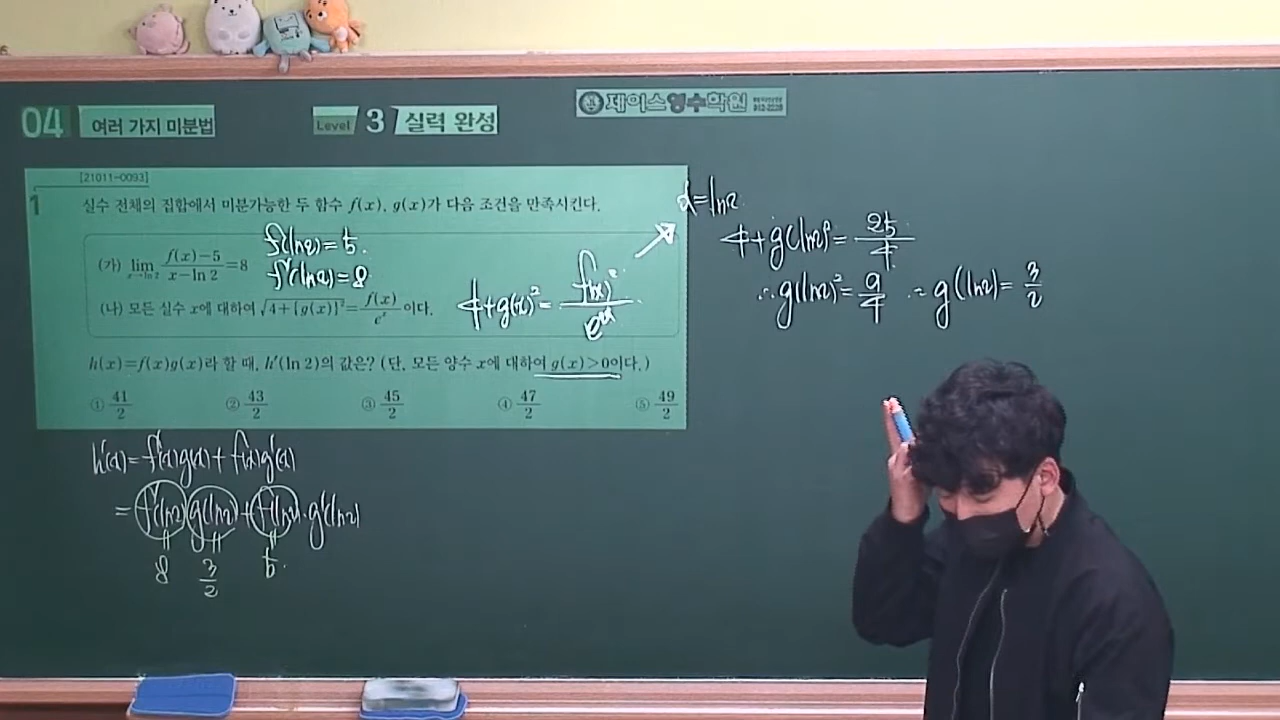 04 여러 가지 미분법
Level 3 실력 완성
제이스영수학원
912-2239
[21011-0093]
1 실수 전체의 집합에서 미분가능한 두 함수 f(x), g(x)가 다음 조건을 만족시킨다.
(가) lim x→ln 2 (f(x)-5)/(x-ln 2)=8
f(ln2)=5.
f'(ln2)=8
(나) 모든 실수 x에 대하여 √(4+{g(x)}²)=f(x)/eˣ이다.
4+g(x)²=f(x)²/e²ˣ
h(x)=f(x)g(x)라 할 때, h'(ln 2)의 값은? (단, 모든 양수 x에 대하여 g(x)>0이다.)
① 41/2 ② 43/2 ③ 45/2 ④ 47/2 ⑤ 49/2
h'(x)=f'(x)g(x)+f(x)g'(x)
=f'(ln2)g(ln2)+f(ln2)·g'(ln2)
8 3/2 5.
x=ln2
4+g(ln2)²=25/4
∴g(ln2)²=9/4 ∴g(ln2)=3/2